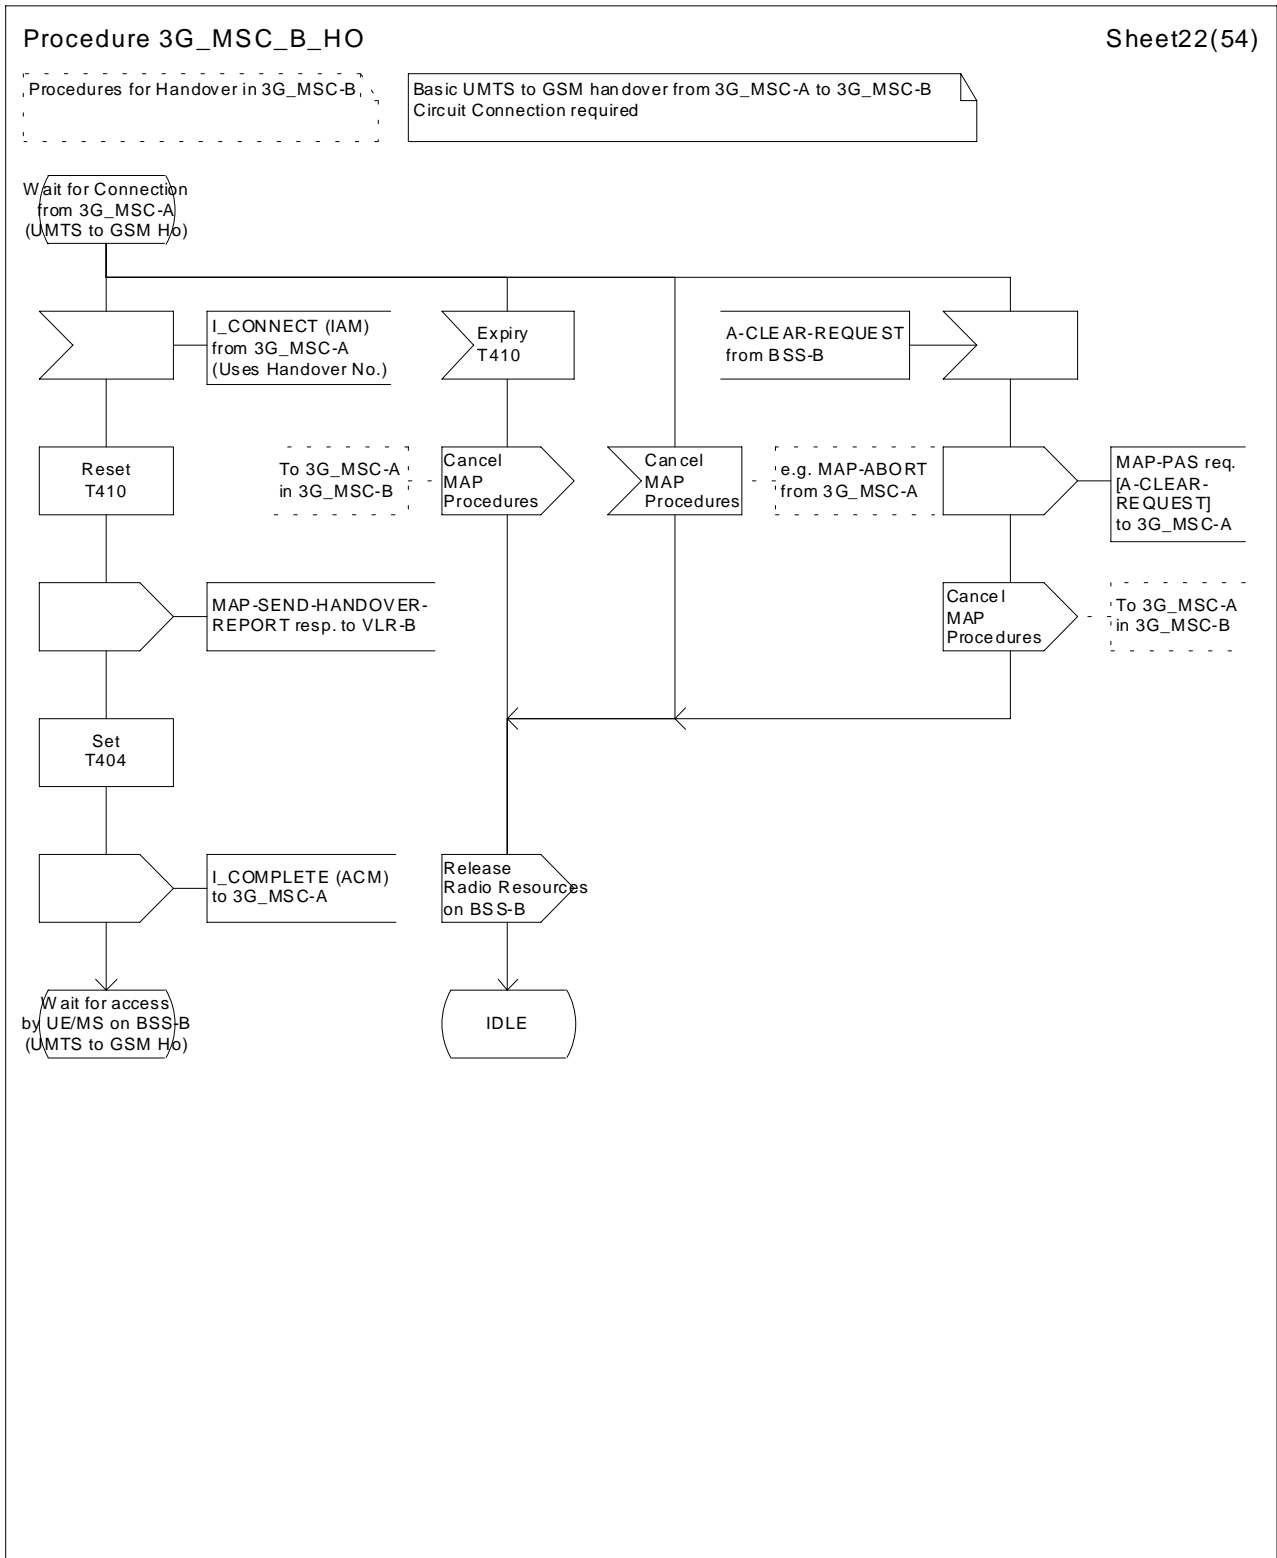 Procedure 3G_MSC_B_HO
Sheet22(54)
Procedures for Handover in 3G_MSC-B
Basic UMTS to GSM handover from 3G_MSC-A to 3G_MSC-B
Circuit Connection required
Wait for Connection
from 3G_MSC-A
(UMTS to GSM Ho)
I_CONNECT (IAM)
from 3G_MSC-A
(Uses Handover No.)
Expiry
T410
A-CLEAR-REQUEST
from BSS-B
Reset
T410
To 3G_MSC-A
in 3G_MSC-B
Cancel
MAP
Procedures
Cancel
MAP
Procedures
e.g. MAP-ABORT
from 3G_MSC-A
MAP-PAS req.
[A-CLEAR-
REQUEST]
to 3G_MSC-A
MAP-SEND-HANDOVER-
REPORT resp. to VLR-B
Cancel
MAP
Procedures
To 3G_MSC-A
in 3G_MSC-B
Set
T404
I_COMPLETE (ACM)
to 3G_MSC-A
Release
Radio Resources
on BSS-B
Wait for access
by UE/MS on BSS-B
(UMTS to GSM Ho)
IDLE